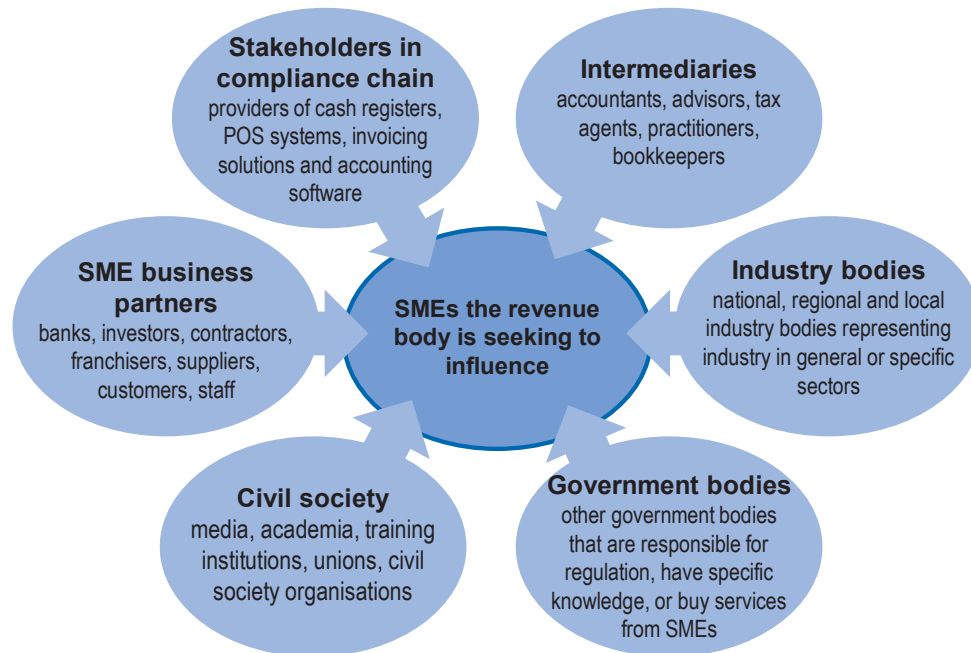 Stakeholders in
compliance chain
providers of cash registers,
POS systems, invoicing
solutions and accounting
software
Intermediaries
accountants, advisors, tax
agents, practitioners,
bookkeepers
SME business
partners
banks, investors, contractors,
franchisers, suppliers,
customers, staff
SMEs the revenue
body is seeking to
influence
Industry bodies
national, regional and local
industry bodies representing
industry in general or specific
sectors
Civil society
media, academia, training
institutions, unions, civil
society organisations
Government bodies
other government bodies
that are responsible for
regulation, have specific
knowledge, or buy services
from SMEs